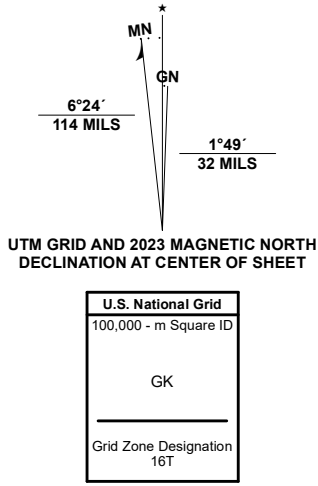 ★
MN
GN
6°24´
114 MILS
1°49´
32 MILS
UTM GRID AND 2023 MAGNETIC NORTH
DECLINATION AT CENTER OF SHEET
U.S. National Grid
100,000 - m Square ID
GK
Grid Zone Designation
16T